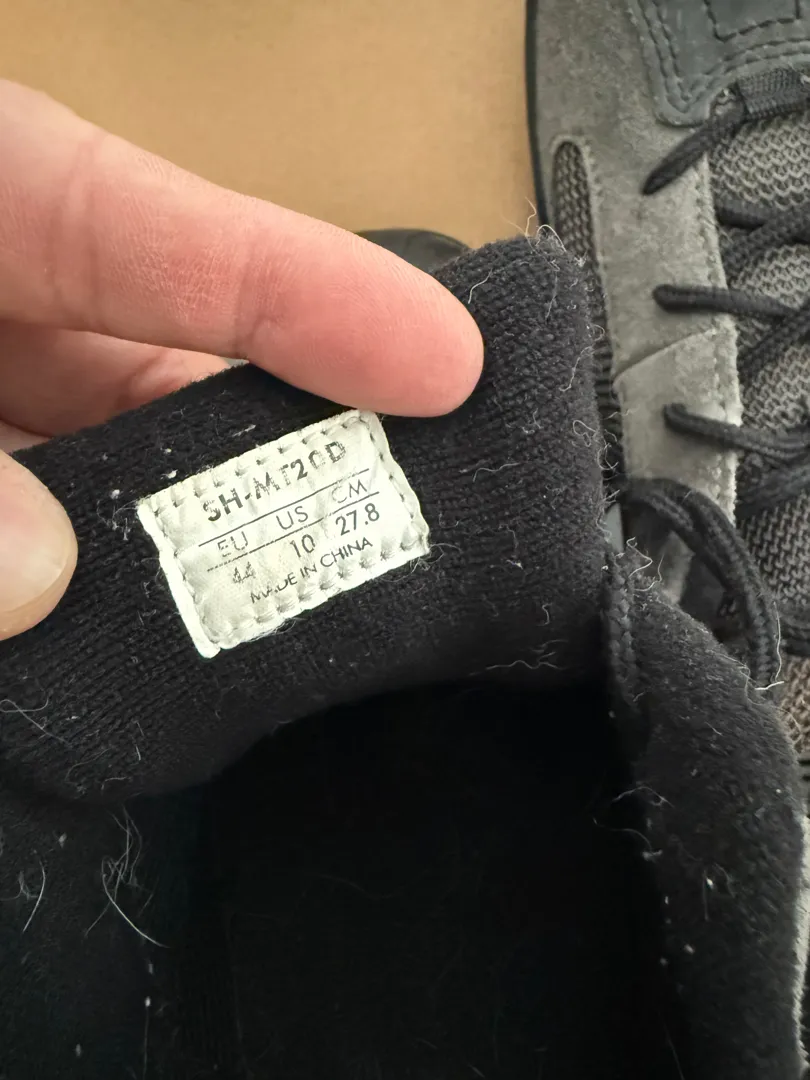 SH-MT20D
EU US CM
44 10 27.8
MADE IN CHINA